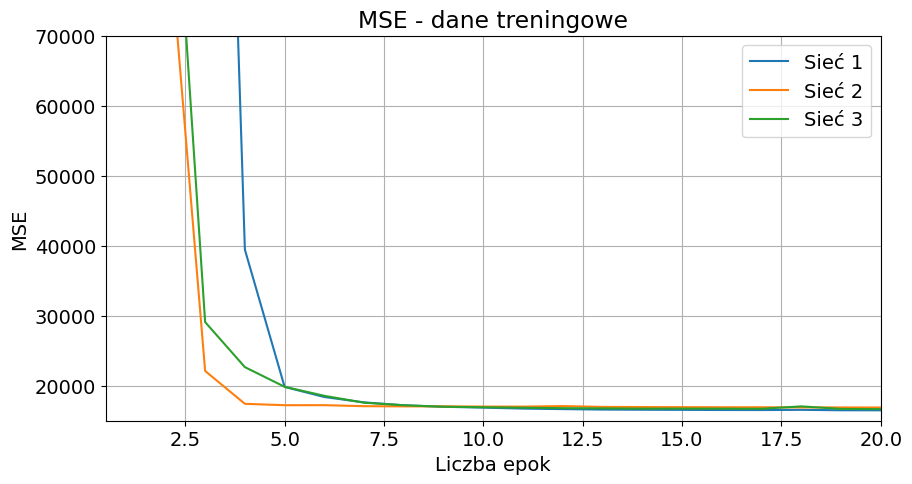 MSE - dane treningowe
70000
60000
50000
40000
30000
20000
MSE
Sieć 1
Sieć 2
Sieć 3
2.5 5.0 7.5 10.0 12.5 15.0 17.5 20.0
Liczba epok